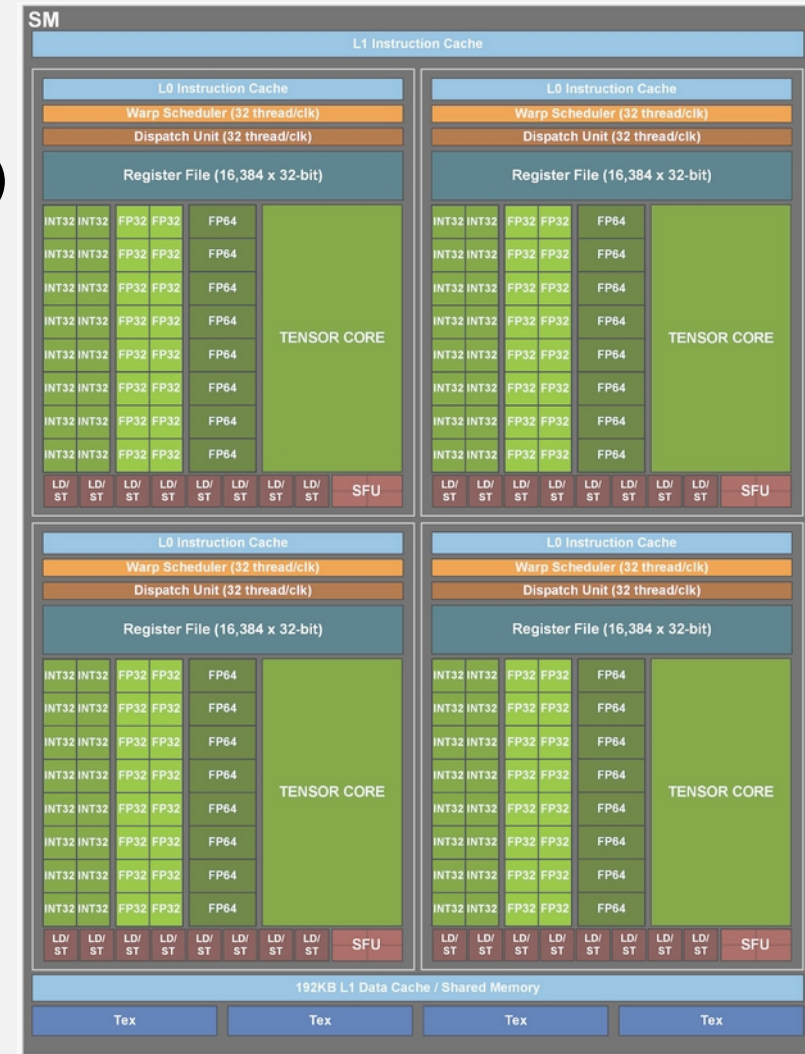 SM
L1 Instruction Cache
L0 Instruction Cache
Warp Scheduler (32 thread/clk)
Dispatch Unit (32 thread/clk)
Register File (16,384 x 32-bit)
INT32 INT32 FP32 FP32 FP64
INT32 INT32 FP32 FP32 FP64
INT32 INT32 FP32 FP32 FP64
INT32 INT32 FP32 FP32 FP64
TENSOR CORE
INT32 INT32 FP32 FP32 FP64
INT32 INT32 FP32 FP32 FP64
INT32 INT32 FP32 FP32 FP64
INT32 INT32 FP32 FP32 FP64
LD/ LD/ LD/ LD/ LD/ LD/ LD/ LD/
ST ST ST ST ST ST ST ST
SFU
L0 Instruction Cache
Warp Scheduler (32 thread/clk)
Dispatch Unit (32 thread/clk)
Register File (16,384 x 32-bit)
INT32 INT32 FP32 FP32 FP64
INT32 INT32 FP32 FP32 FP64
INT32 INT32 FP32 FP32 FP64
INT32 INT32 FP32 FP32 FP64
TENSOR CORE
INT32 INT32 FP32 FP32 FP64
INT32 INT32 FP32 FP32 FP64
INT32 INT32 FP32 FP32 FP64
INT32 INT32 FP32 FP32 FP64
LD/ LD/ LD/ LD/ LD/ LD/ LD/ LD/
ST ST ST ST ST ST ST ST
SFU
L0 Instruction Cache
Warp Scheduler (32 thread/clk)
Dispatch Unit (32 thread/clk)
Register File (16,384 x 32-bit)
INT32 INT32 FP32 FP32 FP64
INT32 INT32 FP32 FP32 FP64
INT32 INT32 FP32 FP32 FP64
INT32 INT32 FP32 FP32 FP64
TENSOR CORE
INT32 INT32 FP32 FP32 FP64
INT32 INT32 FP32 FP32 FP64
INT32 INT32 FP32 FP32 FP64
INT32 INT32 FP32 FP32 FP64
LD/ LD/ LD/ LD/ LD/ LD/ LD/ LD/
ST ST ST ST ST ST ST ST
SFU
L0 Instruction Cache
Warp Scheduler (32 thread/clk)
Dispatch Unit (32 thread/clk)
Register File (16,384 x 32-bit)
INT32 INT32 FP32 FP32 FP64
INT32 INT32 FP32 FP32 FP64
INT32 INT32 FP32 FP32 FP64
INT32 INT32 FP32 FP32 FP64
TENSOR CORE
INT32 INT32 FP32 FP32 FP64
INT32 INT32 FP32 FP32 FP64
INT32 INT32 FP32 FP32 FP64
INT32 INT32 FP32 FP32 FP64
LD/ LD/ LD/ LD/ LD/ LD/ LD/ LD/
ST ST ST ST ST ST ST ST
SFU
192KB L1 Data Cache / Shared Memory
Tex Tex Tex Tex